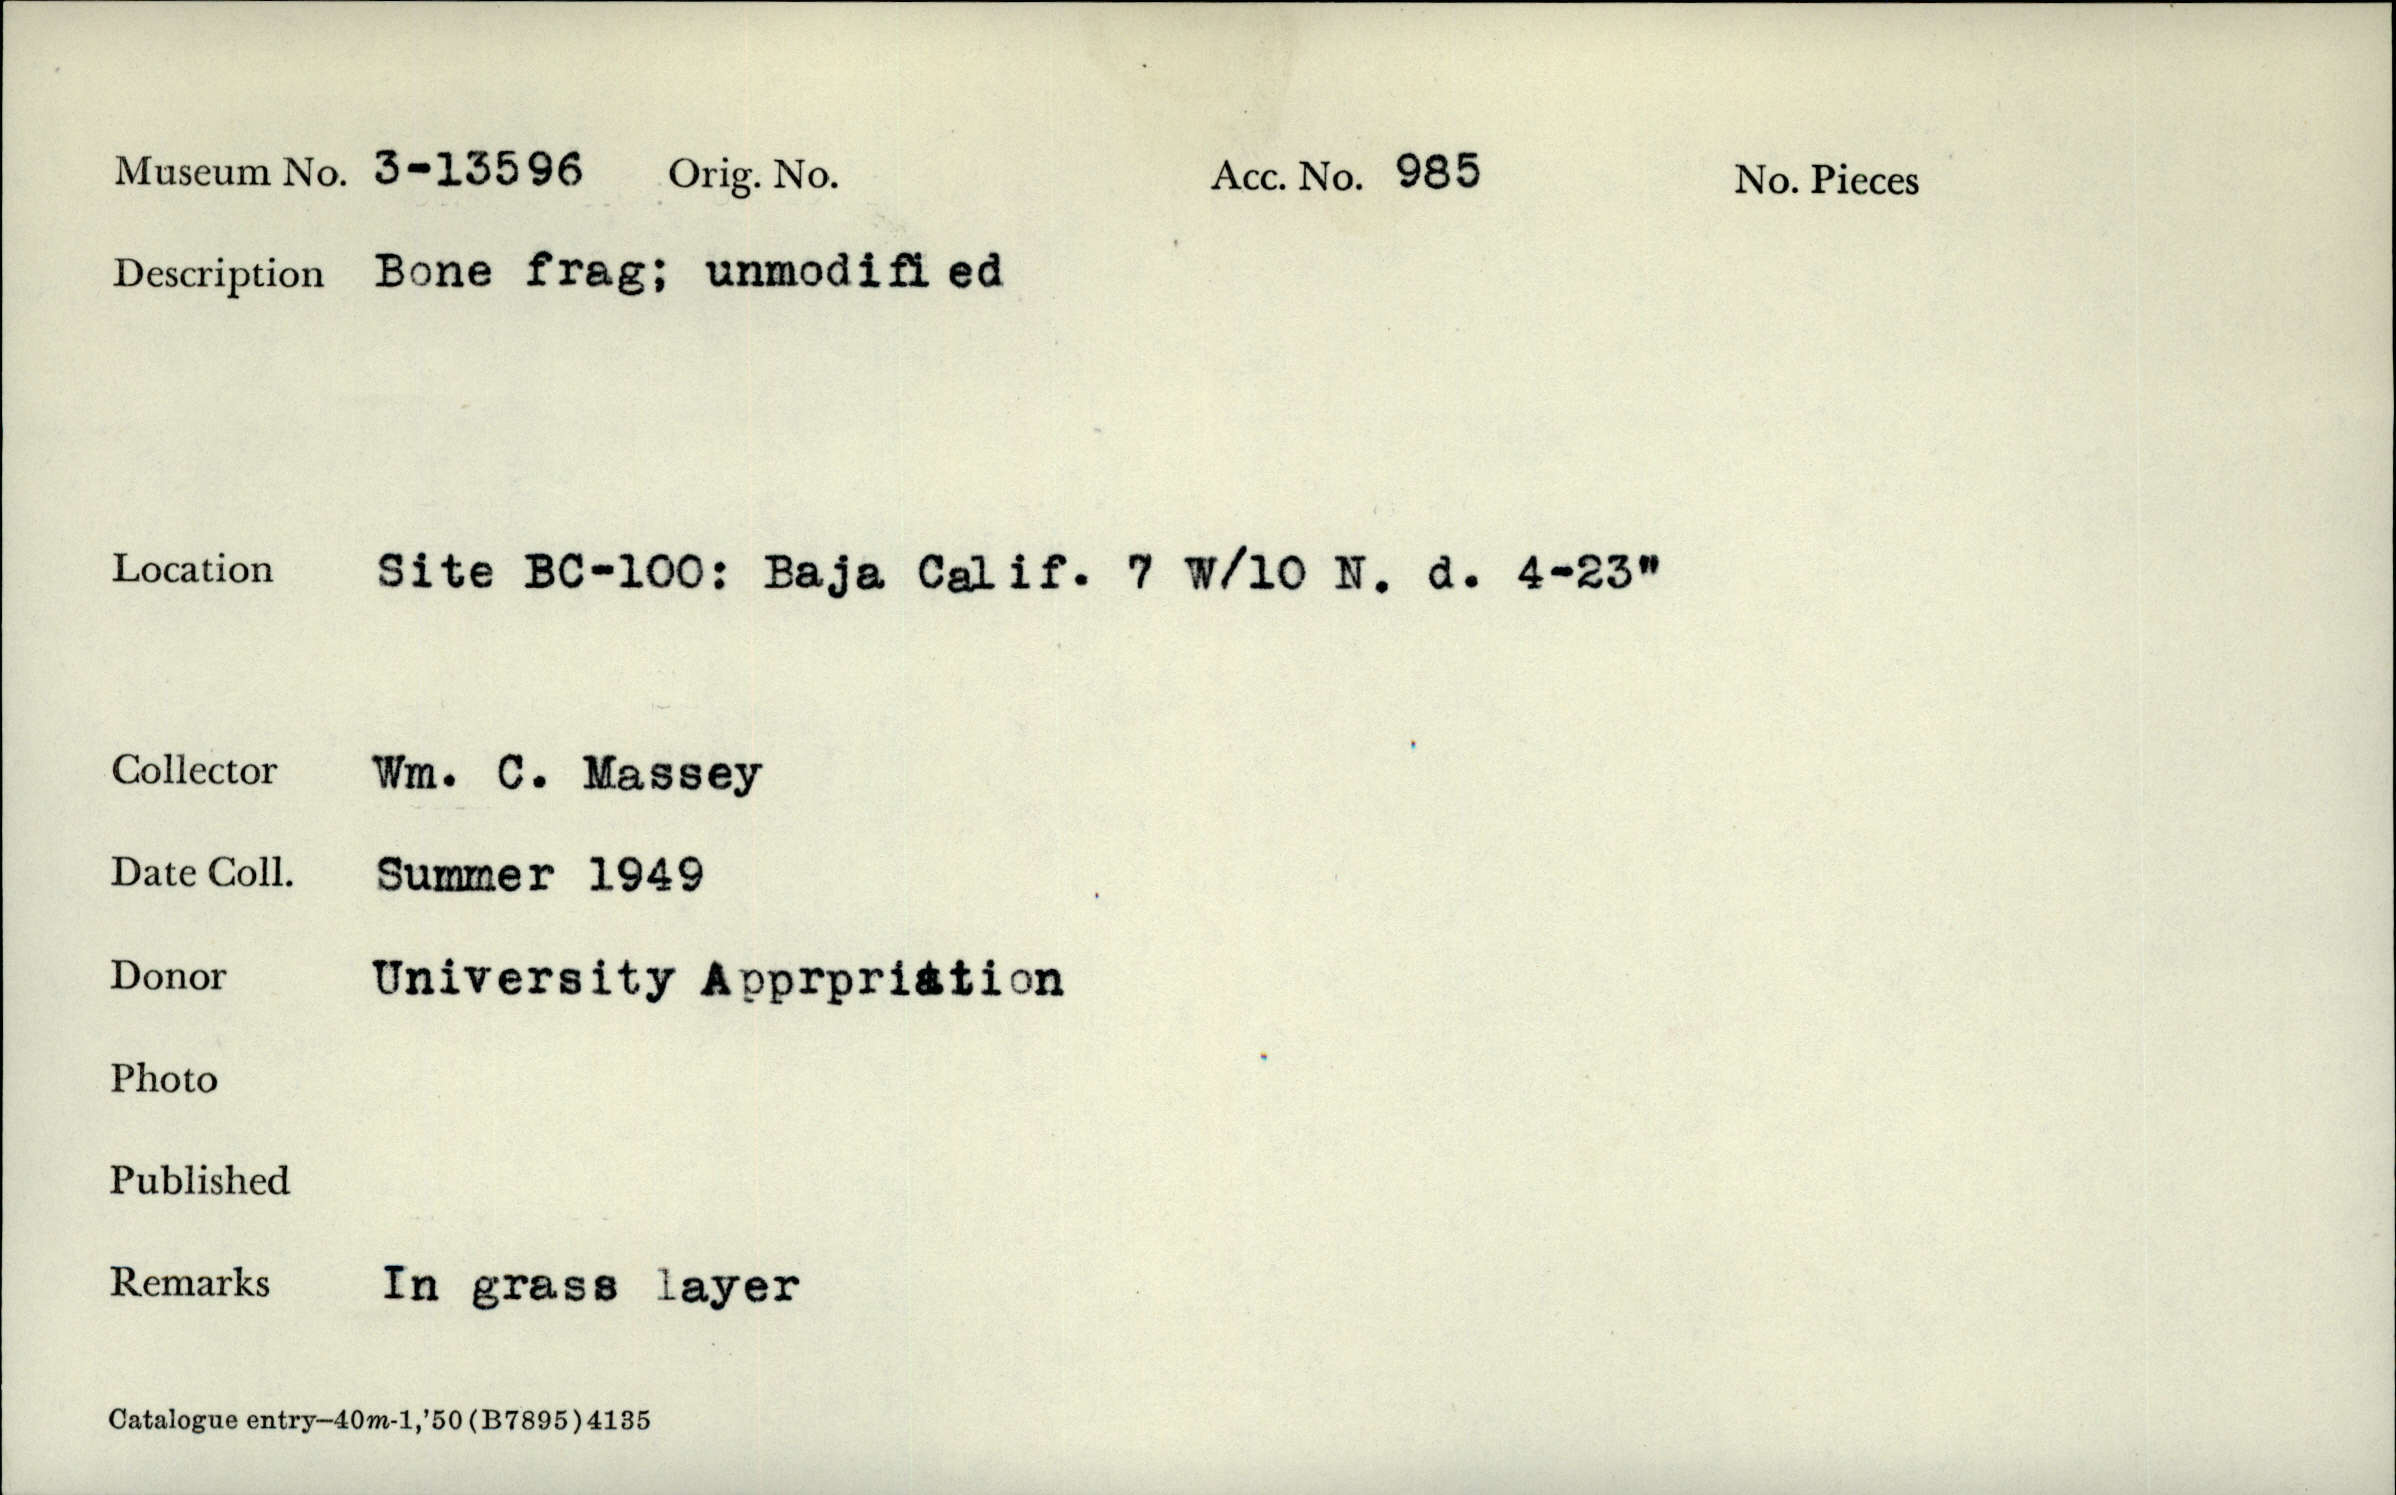 Museum No. 3-13596 Orig. No. Acc. No. 985 No. Pieces
Description Bone frag; unmodified
Location Site BC-100: Baja Calif. 7 W/10 N. d. 4-23"
Collector Wm. C. Massey
Date Coll. Summer 1949
Donor University Apprpriation
Photo
Published
Remarks In grass layer
Catalogue entry—40m-1,'50(B7895)4135